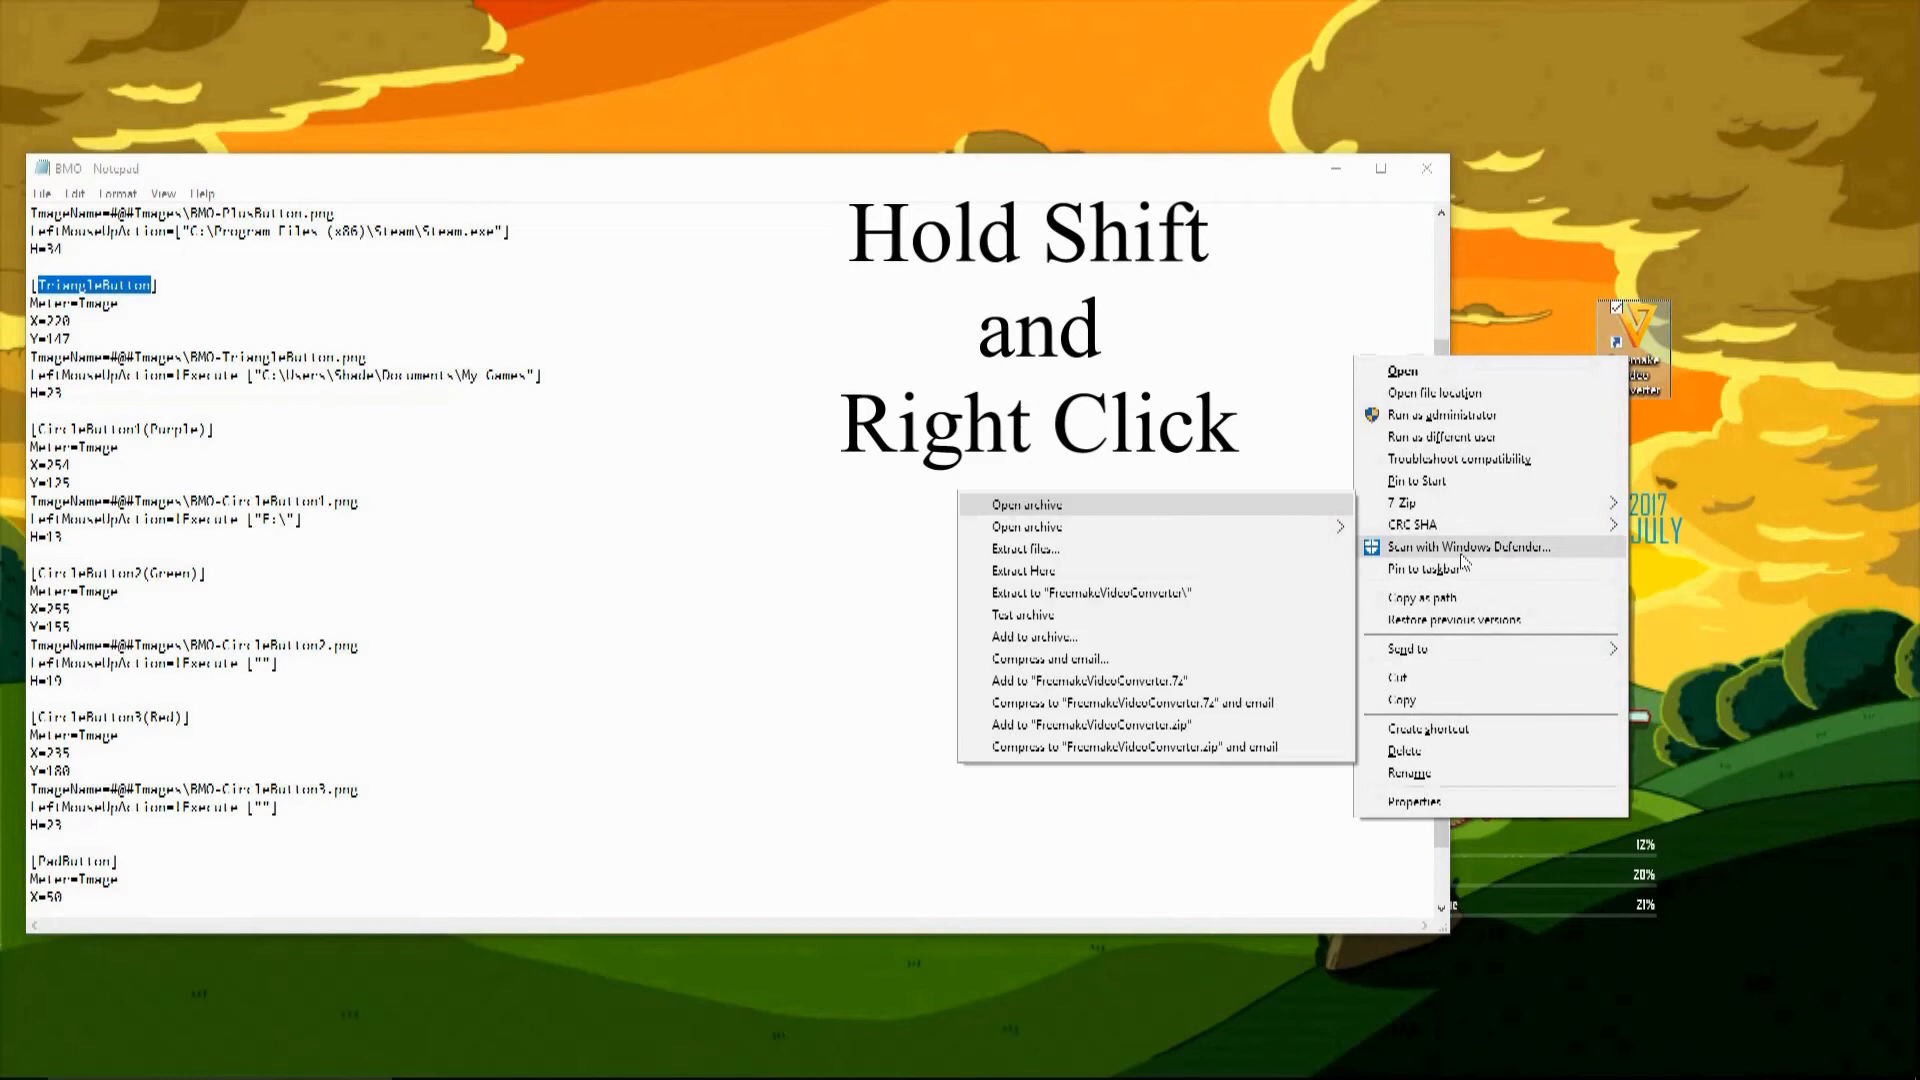 BMO - Notepad
File Edit Format View Help
ImageName=#@#Images\BMO-PlusButton.png
LeftMouseUpAction=["C:\Program Files (x86)\Steam\Steam.exe"]
H=34
[TriangleButton]
Meter=Image
X=220
Y=147
ImageName=#@#Images\BMO-TriangleButton.png
LeftMouseUpAction=!Execute ["C:\Users\Shade\Documents\My Games"]
H=23
[CircleButton1(Purple)]
Meter=Image
X=254
Y=125
ImageName=#@#Images\BMO-CircleButton1.png
LeftMouseUpAction=!Execute ["F:\"]
H=13
[CircleButton2(Green)]
Meter=Image
X=255
Y=155
ImageName=#@#Images\BMO-CircleButton2.png
LeftMouseUpAction=!Execute [""]
H=19
[CircleButton3(Red)]
Meter=Image
X=235
Y=180
ImageName=#@#Images\BMO-CircleButton3.png
LeftMouseUpAction=!Execute [""]
H=23
[PadButton]
Meter=Image
X=50
Hold Shift
and
Right Click
Open archive
Open archive
Extract files...
Extract Here
Extract to "FreemakeVideoConverter\"
Test archive
Add to archive...
Compress and email...
Add to "FreemakeVideoConverter.7z"
Compress to "FreemakeVideoConverter.7z" and email
Add to "FreemakeVideoConverter.zip"
Compress to "FreemakeVideoConverter.zip" and email
Open
Open file location
Run as administrator
Run as different user
Troubleshoot compatibility
Pin to Start
7-Zip
CRC SHA
Scan with Windows Defender...
Pin to taskbar
Copy as path
Restore previous versions
Send to
Cut
Copy
Create shortcut
Delete
Rename
Properties
2017
JULY
12%
20%
21%